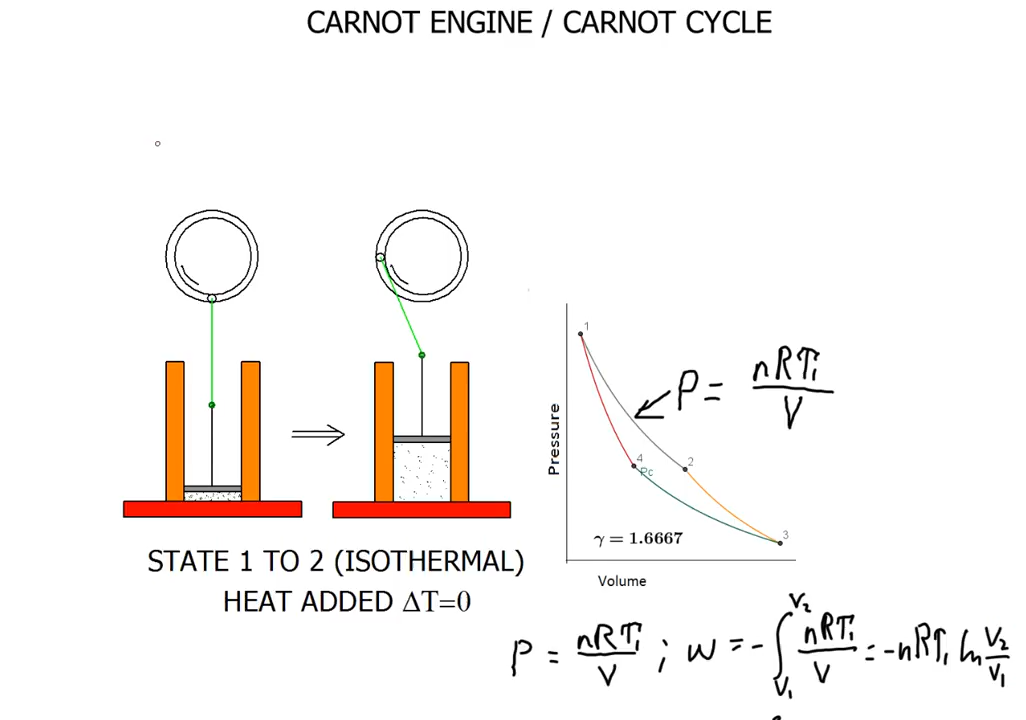 CARNOT ENGINE / CARNOT CYCLE
1
P = nRT₁/V
Pressure
4
2
Pc
γ = 1.6667
3
Volume
STATE 1 TO 2 (ISOTHERMAL)
HEAT ADDED ΔT=0
P = nRT₁/V ; W = -∫V₁V₂ nRT₁/V = -nRT₁ ln V₂/V₁